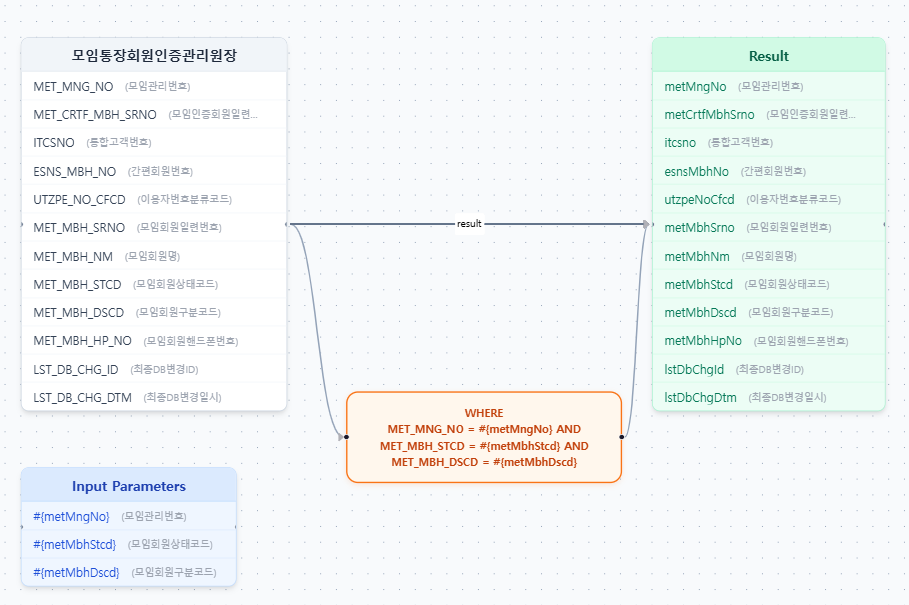 모임통장회원인증관리원장
MET_MNG_NO (모임관리번호)
MET_CRTF_MBH_SRNO (모임인증회원일련...
ITCSNO (통합고객번호)
ESNS_MBH_NO (간편회원번호)
UTZPE_NO_CFCD (이용자번호분류코드)
MET_MBH_SRNO (모임회원일련번호)
MET_MBH_NM (모임회원명)
MET_MBH_STCD (모임회원상태코드)
MET_MBH_DSCD (모임회원구분코드)
MET_MBH_HP_NO (모임회원핸드폰번호)
LST_DB_CHG_ID (최종DB변경ID)
LST_DB_CHG_DTM (최종DB변경일시)
result
WHERE
MET_MNG_NO = #{metMngNo} AND
MET_MBH_STCD = #{metMbhStcd} AND
MET_MBH_DSCD = #{metMbhDscd}
Result
metMngNo (모임관리번호)
metCrtfMbhSrno (모임인증회원일련...
itcsno (통합고객번호)
esnsMbhNo (간편회원번호)
utzpeNoCfcd (이용자번호분류코드)
metMbhSrno (모임회원일련번호)
metMbhNm (모임회원명)
metMbhStcd (모임회원상태코드)
metMbhDscd (모임회원구분코드)
metMbhHpNo (모임회원핸드폰번호)
lstDbChgId (최종DB변경ID)
lstDbChgDtm (최종DB변경일시)
Input Parameters
#{metMngNo} (모임관리번호)
#{metMbhStcd} (모임회원상태코드)
#{metMbhDscd} (모임회원구분코드)